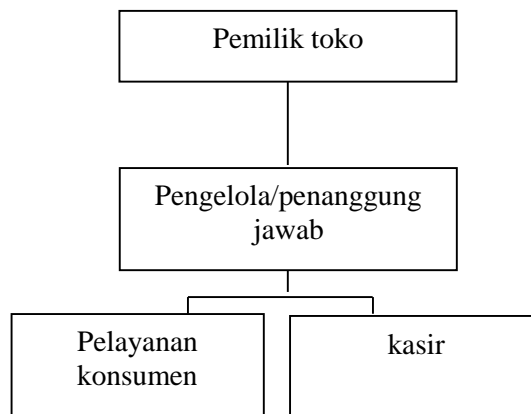 Pemilik toko
Pengelola/penanggung
jawab
Pelayanan
konsumen
kasir